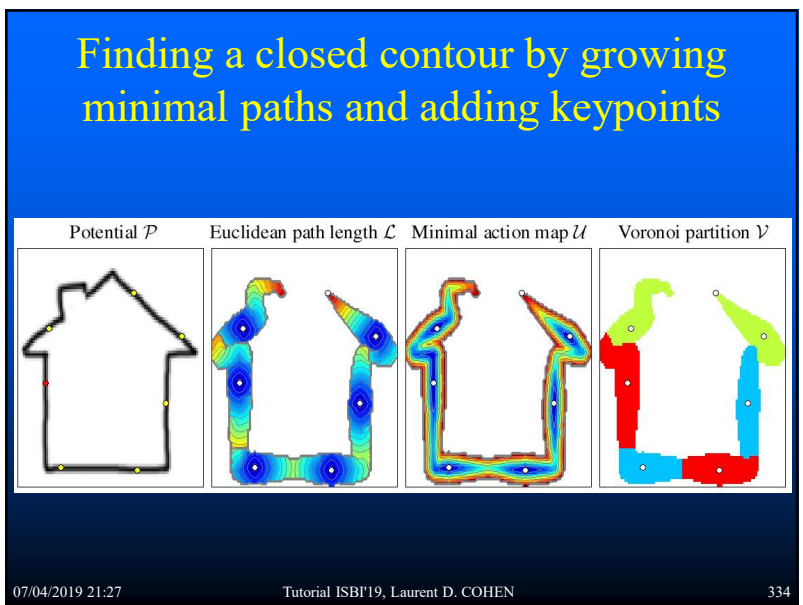 Finding a closed contour by growing
minimal paths and adding keypoints
Potential 𝒫 Euclidean path length ℒ Minimal action map 𝒰 Voronoi partition 𝒱
07/04/2019 21:27 Tutorial ISBI'19, Laurent D. COHEN 334